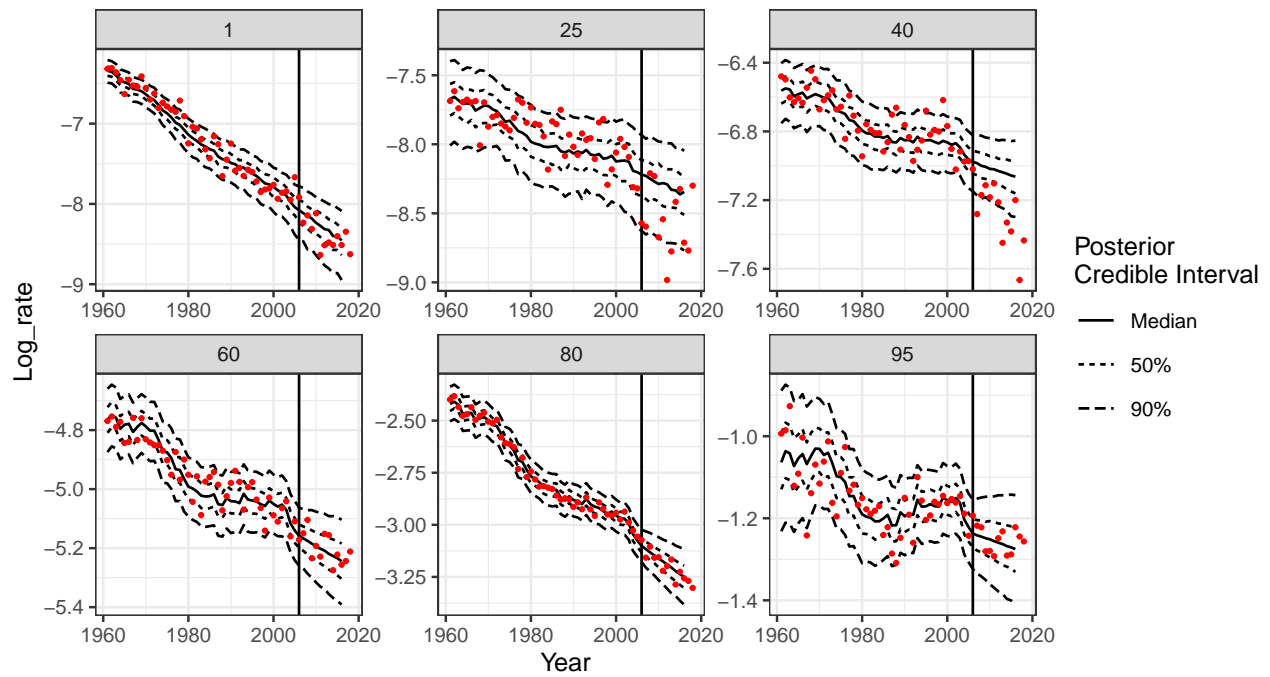 1 25 40
−7 −8 −9
−7.5 −8.0 −8.5 −9.0
−6.4 −6.8 −7.2 −7.6
1960 1980 2000 2020 1960 1980 2000 2020 1960 1980 2000 2020
60 80 95
−4.8 −5.0 −5.2 −5.4
−2.50 −2.75 −3.00 −3.25
−1.0 −1.2 −1.4
1960 1980 2000 2020 1960 1980 2000 2020 1960 1980 2000 2020
Log_rate
Year
Posterior
Credible Interval
Median
50%
90%